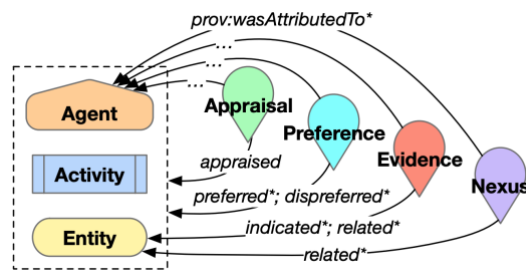 prov:wasAttributedTo*
...
...
...
Agent
Appraisal
Preference
Evidence
Nexus
appraised
Activity
preferred*; dispreferred*
Entity
indicated*; related*
related*